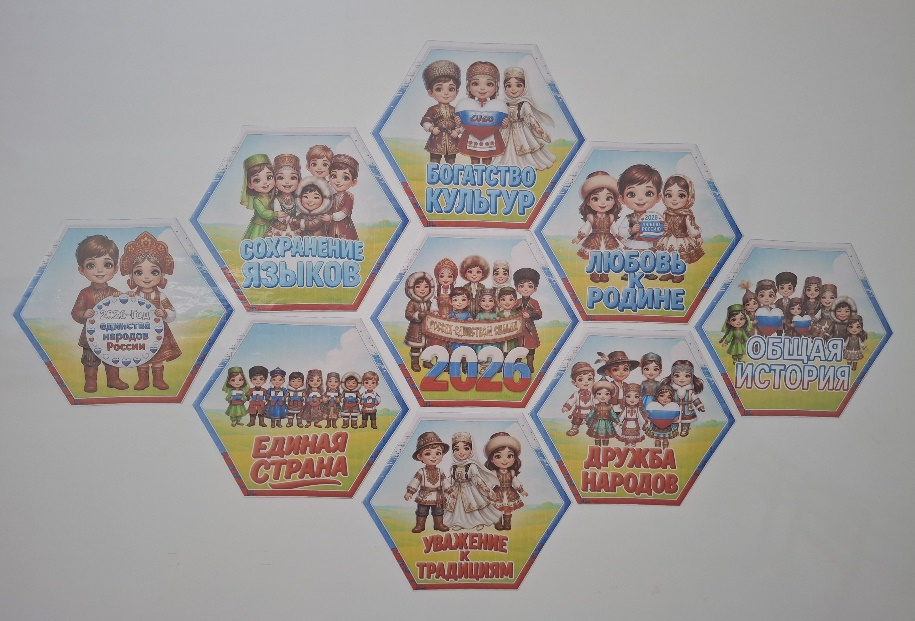 БОГАТСТВО
КУЛЬТУР
СОХРАНЕНИЕ
ЯЗЫКОВ
ЛЮБОВЬ
К
РОДИНЕ
2026-ГОД
единства
народов
России
2026
ОБЩАЯ
ИСТОРИЯ
ЕДИНАЯ
СТРАНА
ДРУЖБА
НАРОДОВ
УВАЖЕНИЕ
К
ТРАДИЦИЯМ